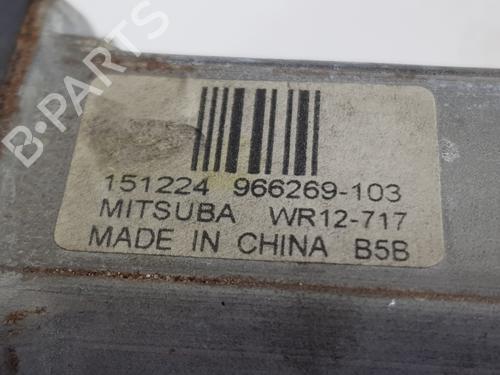 B-PARTS
151224 966269-103
MITSUBA WR12-717
MADE IN CHINA B5B